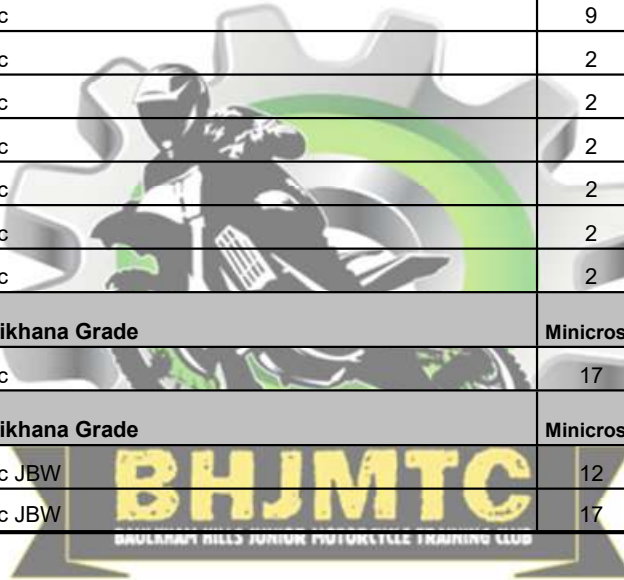 c 9
c 2
c 2
c 2
c 2
c 2
c 2
ikhana Grade Minicros
c 17
ikhana Grade Minicros
c JBW 12
c JBW 17
BHJMTC
BAULKHAM HILLS JUNIOR MOTORCYCLE TRAINING CLUB